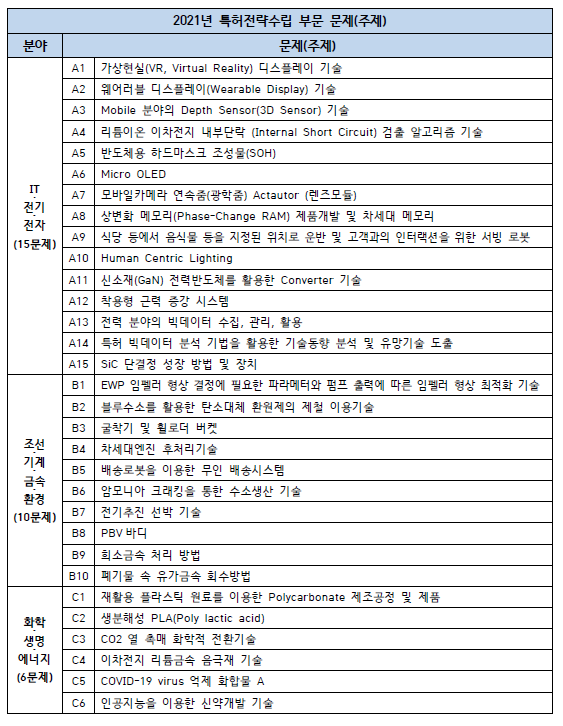 2021년 특허전략수립 부문 문제(주제)
분야 문제(주제)
IT
·
전기
·
전자
(15문제)
A1 가상현실(VR, Virtual Reality) 디스플레이 기술
A2 웨어러블 디스플레이(Wearable Display) 기술
A3 Mobile 분야의 Depth Sensor(3D Sensor) 기술
A4 리튬이온 이차전지 내부단락 (Internal Short Circuit) 검출 알고리즘 기술
A5 반도체용 하드마스크 조성물(SOH)
A6 Micro OLED
A7 모바일카메라 연속줌(광학줌) Actautor (렌즈모듈)
A8 상변화 메모리(Phase-Change RAM) 제품개발 및 차세대 메모리
A9 식당 등에서 음식물 등을 지정된 위치로 운반 및 고객과의 인터랙션을 위한 서빙 로봇
A10 Human Centric Lighting
A11 신소재(GaN) 전력반도체를 활용한 Converter 기술
A12 착용형 근력 증강 시스템
A13 전력 분야의 빅데이터 수집, 관리, 활용
A14 특허 빅데이터 분석 기법을 활용한 기술동향 분석 및 유망기술 도출
A15 SiC 단결정 성장 방법 및 장치
조선
·
기계
·
금속
·
환경
(10문제)
B1 EWP 임펠러 형상 결정에 필요한 파라메터와 펌프 출력에 따른 임펠러 형상 최적화 기술
B2 블루수소를 활용한 탄소대체 환원제의 제철 이용기술
B3 굴착기 및 휠로더 버켓
B4 차세대엔진 후처리기술
B5 배송로봇을 이용한 무인 배송시스템
B6 암모니아 크래킹을 통한 수소생산 기술
B7 전기추진 선박 기술
B8 PBV바디
B9 희소금속 처리 방법
B10 폐기물 속 유가금속 회수방법
화학
·
생명
·
에너지
(6문제)
C1 재활용 플라스틱 원료를 이용한 Polycarbonate 제조공정 및 제품
C2 생분해성 PLA(Poly lactic acid)
C3 CO2 열 촉매 화학적 전환기술
C4 이차전지 리튬금속 음극재 기술
C5 COVID-19 virus 억제 화합물 A
C6 인공지능을 이용한 신약개발 기술